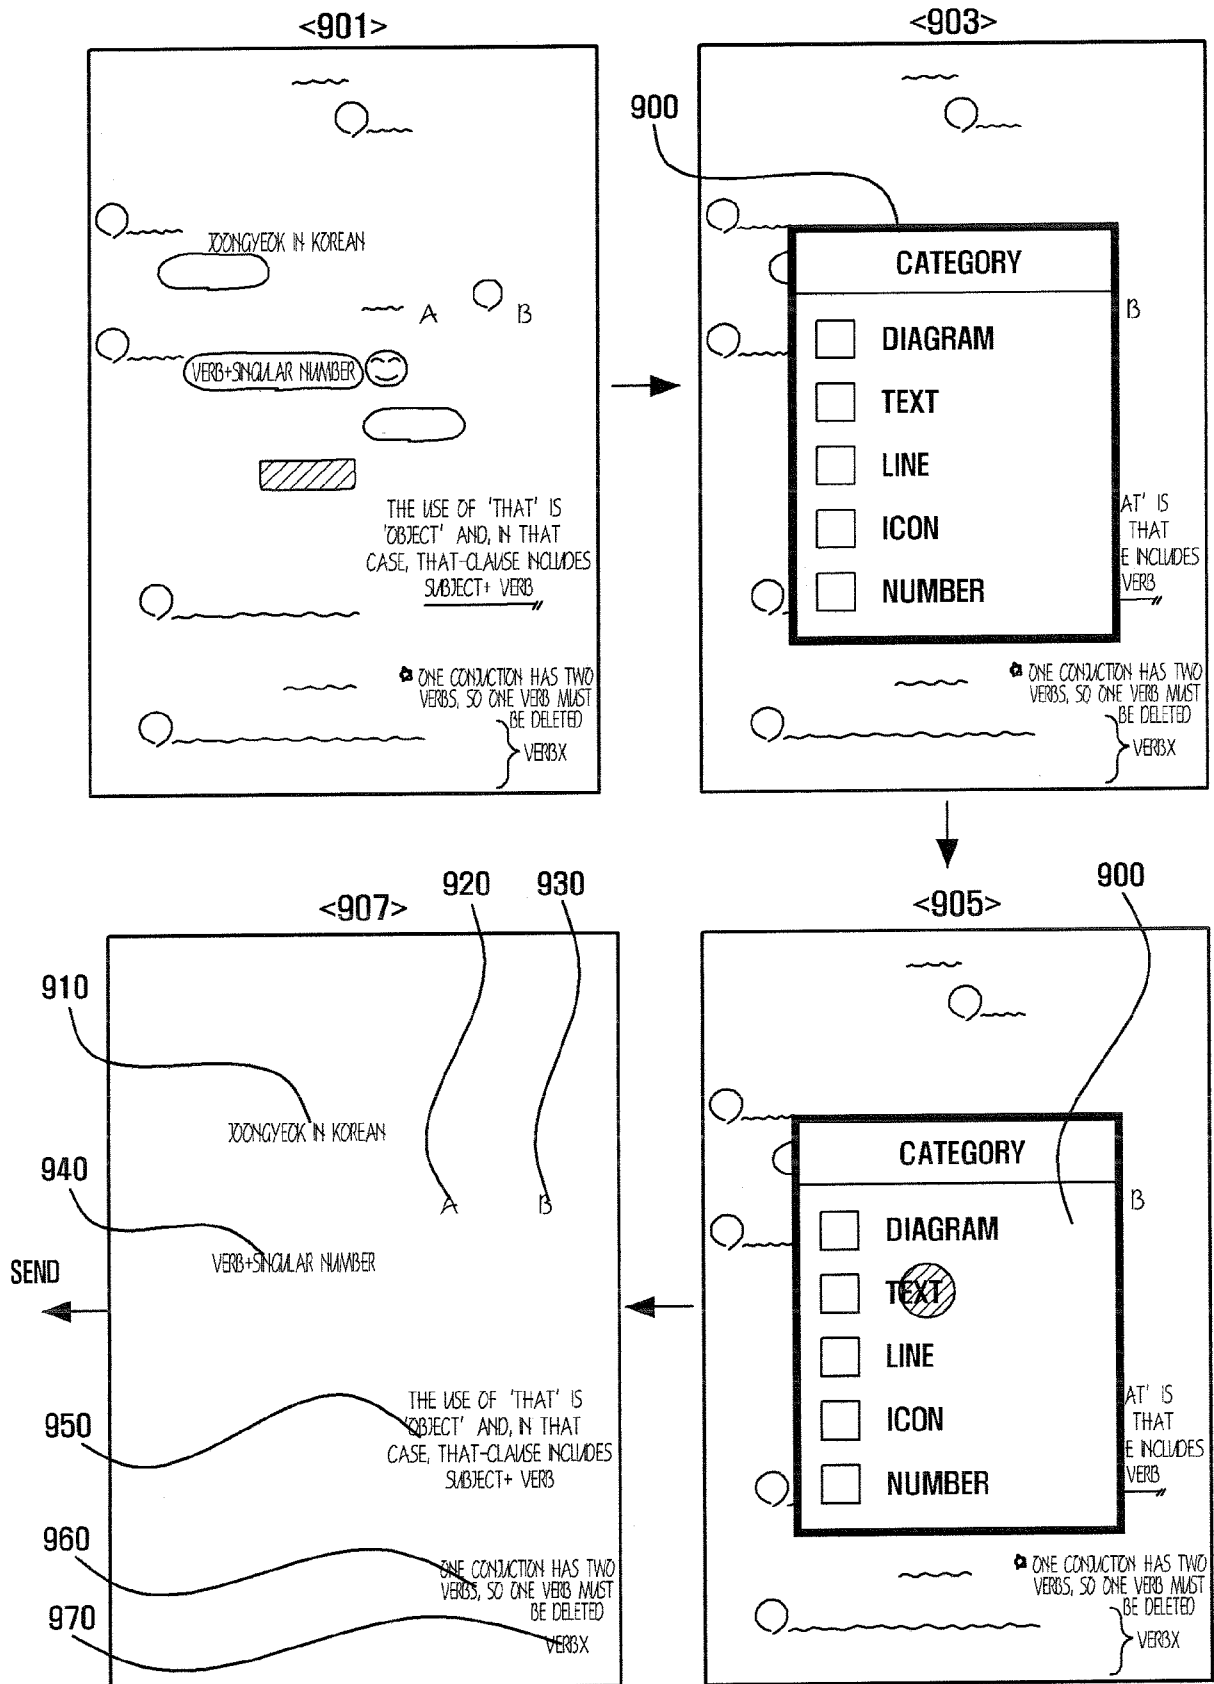 <901>
JOONGYEOK IN KOREAN
A
B
VERB+SINGULAR NUMBER
THE USE OF 'THAT' IS
'OBJECT' AND, IN THAT
CASE, THAT-CLAUSE INCLUDES
SUBJECT+ VERB
ONE CONJUCTION HAS TWO
VERBS, SO ONE VERB MUST
BE DELETED
VERBX
<903>
900
CATEGORY
DIAGRAM
TEXT
LINE
ICON
NUMBER
B
AT' IS
THAT
E INCLUDES
VERB
ONE CONJUCTION HAS TWO
VERBS, SO ONE VERB MUST
BE DELETED
VERBX
<907>
920
930
910
JOONGYEOK IN KOREAN
940
A
B
VERB+SINGULAR NUMBER
SEND
950
THE USE OF 'THAT' IS
'OBJECT' AND, IN THAT
CASE, THAT-CLAUSE INCLUDES
SUBJECT+ VERB
960
ONE CONJUCTION HAS TWO
VERBS, SO ONE VERB MUST
BE DELETED
970
VERBX
<905>
900
CATEGORY
DIAGRAM
TEXT
LINE
ICON
NUMBER
B
AT' IS
THAT
E INCLUDES
VERB
ONE CONJUCTION HAS TWO
VERBS, SO ONE VERB MUST
BE DELETED
VERBX